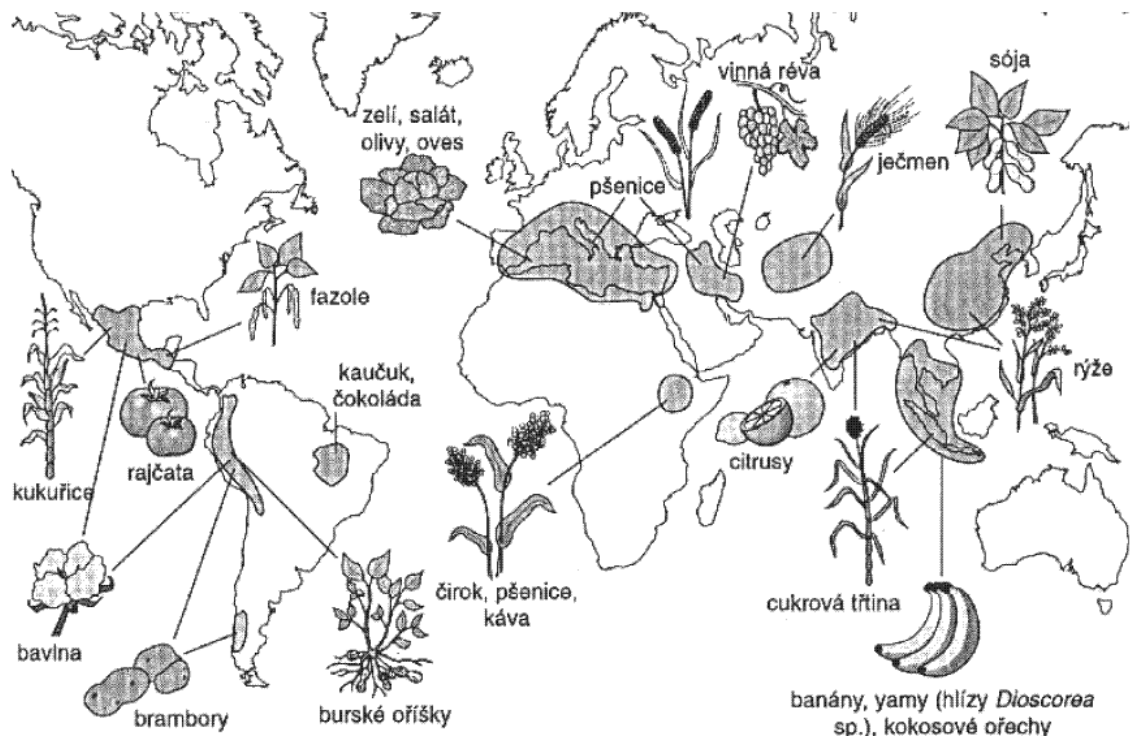 vinná réva
sója
zelí, salát,
olivy, oves
pšenice
ječmen
fazole
kaučuk,
čokoláda
rýže
kukuřice
rajčata
citrusy
čirok, pšenice,
káva
cukrová třtina
bavlna
brambory
burské oříšky
banány, yamy (hlízy Dioscorea
sp.), kokosové ořechy